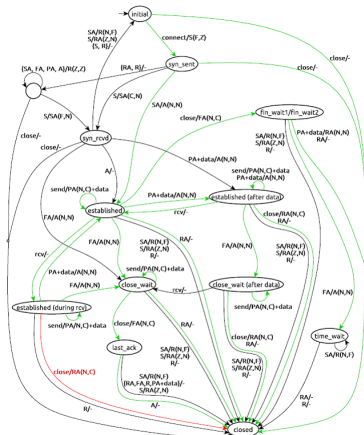 initial
SA/R(N,F)
S/RA(Z,N)
{S, R}/-
connect/S(F,Z)
{SA, FA, PA, A}/R(Z,Z)
{RA, R}/-
syn_sent
close/-
close/-
S/SA(C,N)
SA/A(N,N)
S/SA(F,N)
close/-
close/-
syn_rcvd
close/FA(N,C)
fin_wait1/fin_wait2
SA/R(N,F)
S/RA(Z,N)
R/-
PA+data/RA(N,N)
RA/-
A/-
send/PA(N,C)+data
PA+data/A(N,N)
send/PA(N,C)+data
PA+data/A(N,N)
established
rcv/-
established (after data)
FA/A(N,N)
RA/-
close/RA(N,C)
RA/-
SA/R(N,F)
S/RA(Z,N)
R/-
FA/A(N,N)
SA/R(N,F)
S/RA(Z,N)
R/-
FA/A(N,N)
rcv/-
PA+data/A(N,N)
FA/A(N,N)
send/PA(N,C)+data
close_wait
rcv/-
close_wait (after data)
established (during rcv)
send/PA(N,C)+data
send/PA(N,C)+data
close/FA(N,C)
RA/-
close/RA(N,C)
RA/-
time_wait
SA/R(N,F)
last_ack
SA/R(N,F)
S/RA(Z,N)
R/-
close/RA(N,C)
SA/R(N,F)
{RA,FA,R,PA+data}/-
S/RA(Z,N)
A/-
R/-
RA/-
R/-
closed